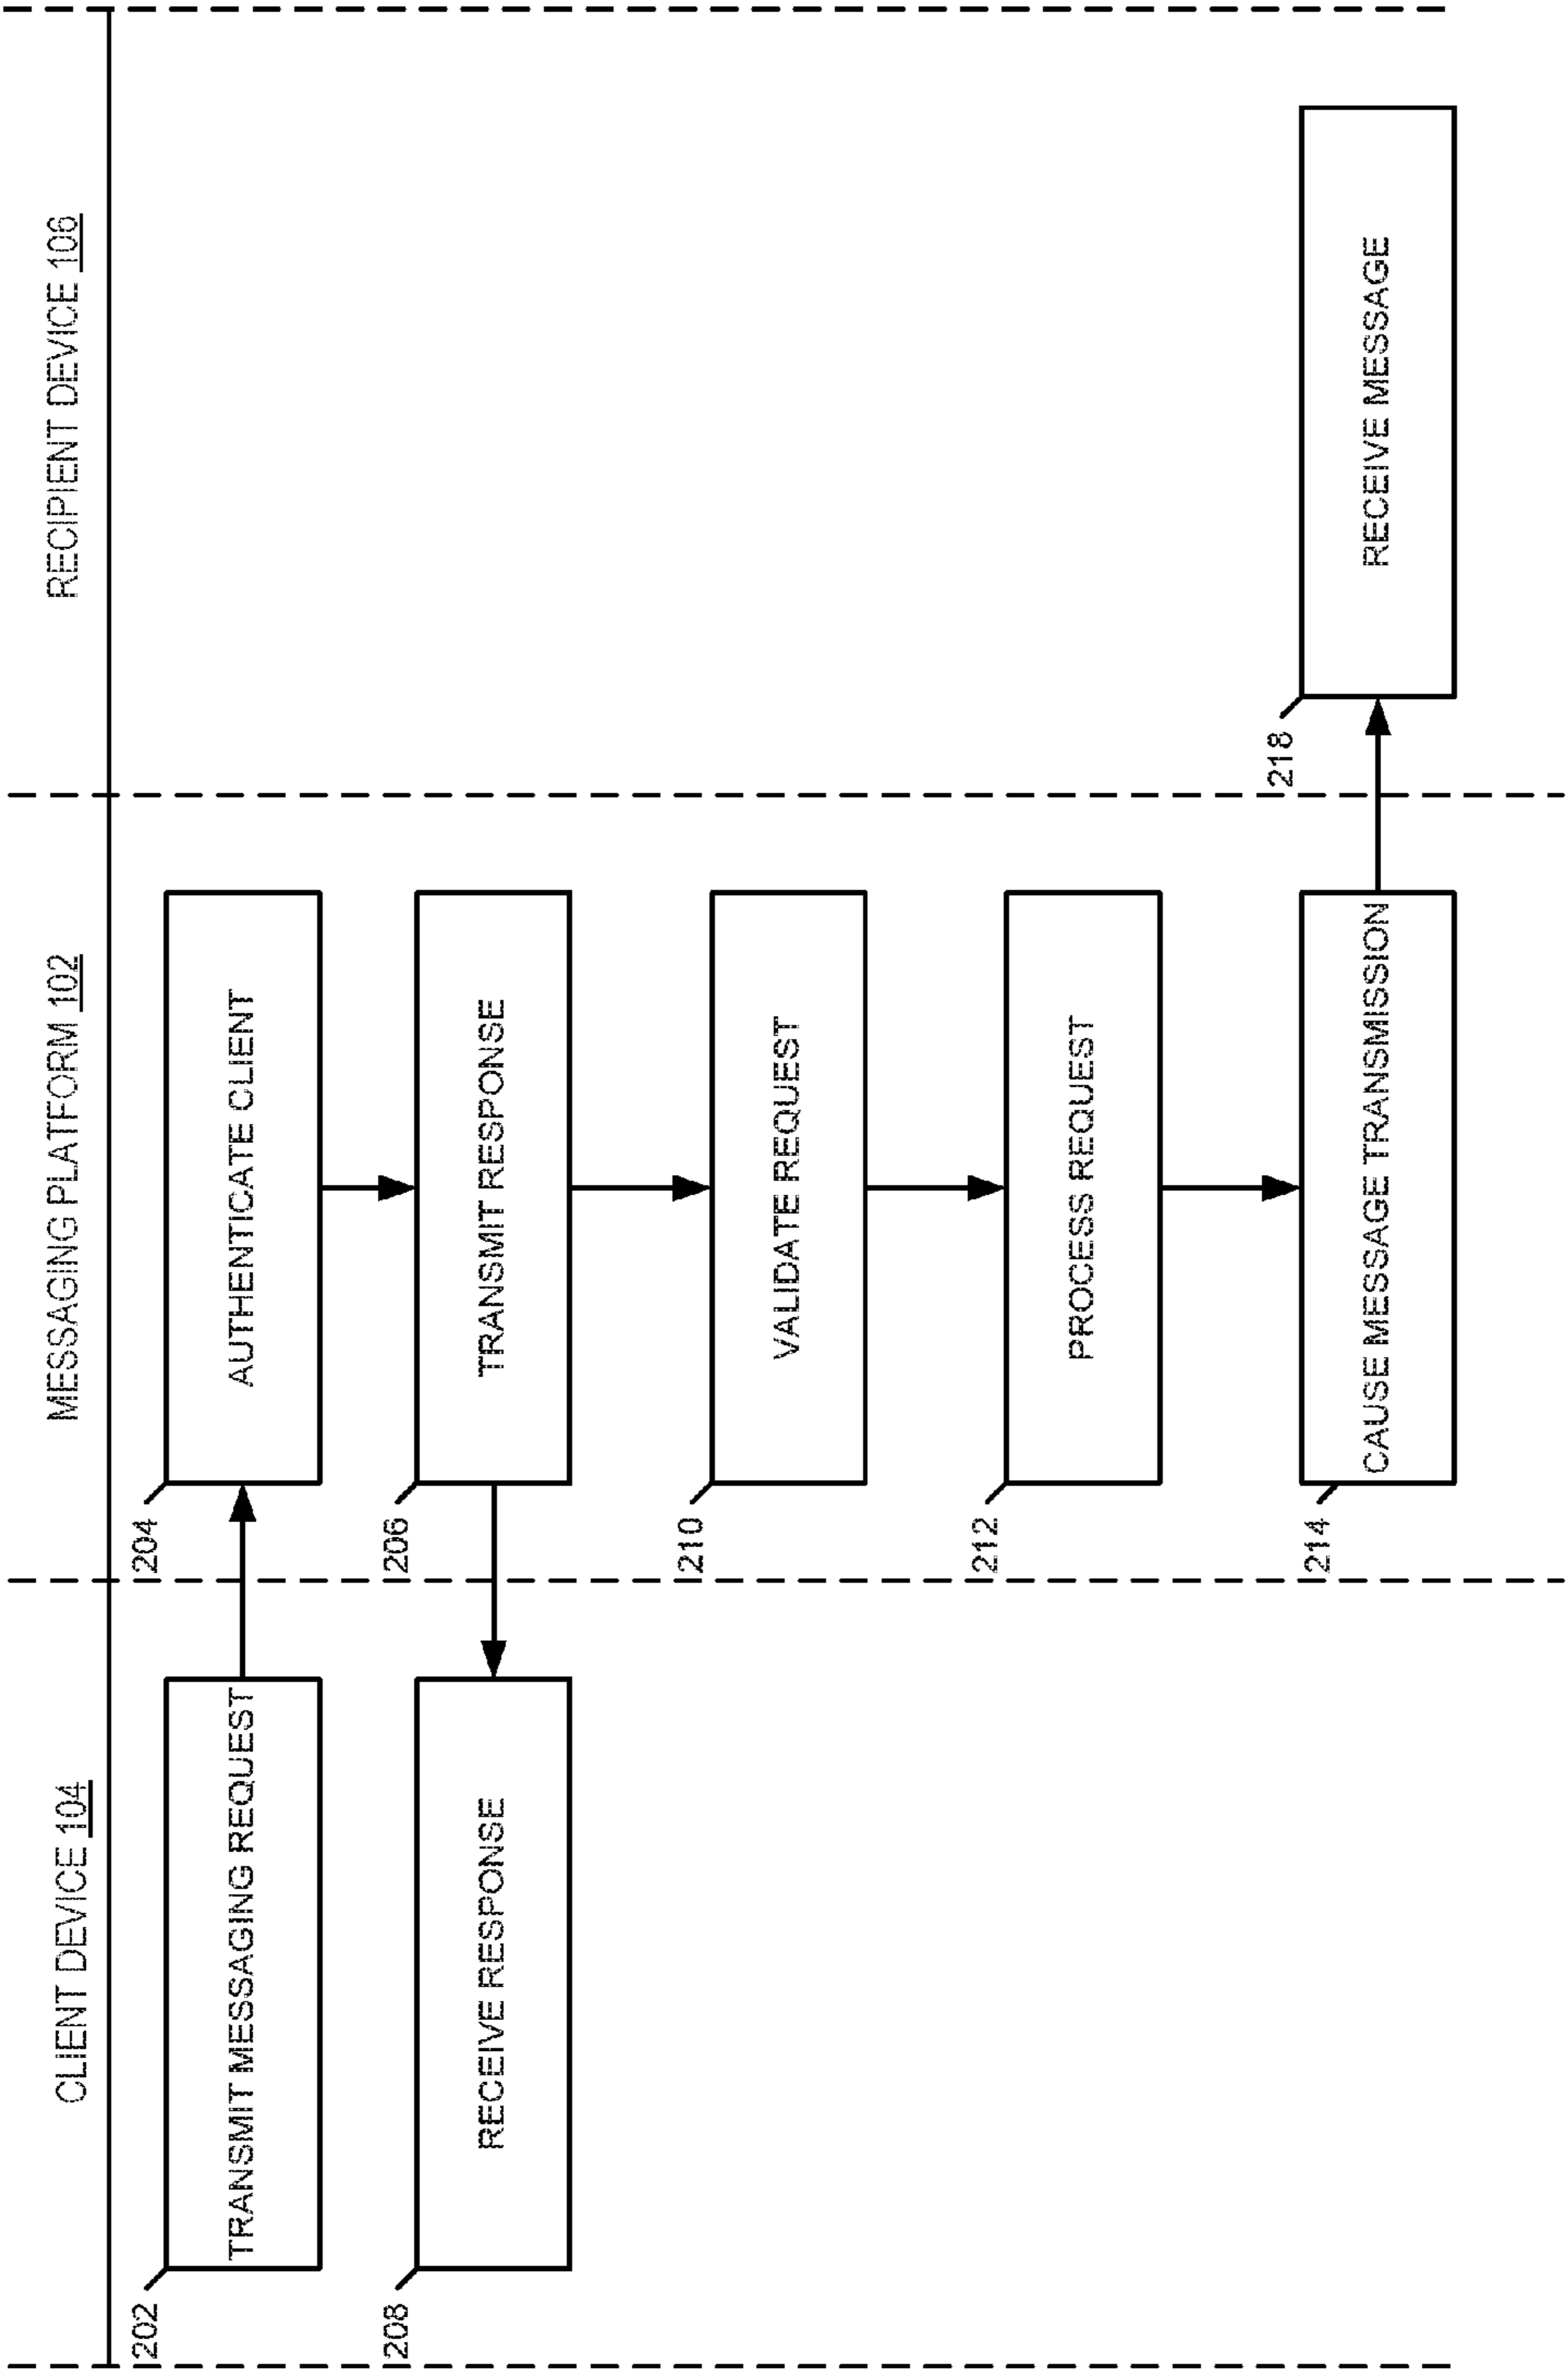 CLIENT DEVICE 104
MESSAGING PLATFORM 102
RECIPIENT DEVICE 106
202
TRANSMIT MESSAGING REQUEST
204
AUTHENTICATE CLIENT
208
RECEIVE RESPONSE
206
TRANSMIT RESPONSE
210
VALIDATE REQUEST
212
PROCESS REQUEST
214
CAUSE MESSAGE TRANSMISSION
218
RECEIVE MESSAGE